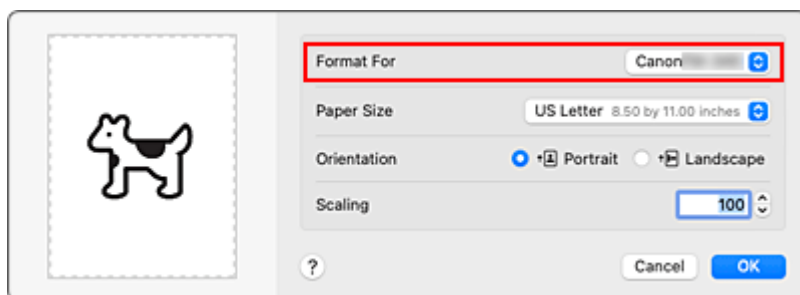 Format For Canon
Paper Size US Letter 8.50 by 11.00 inches
Orientation Portrait Landscape
Scaling 100
? Cancel OK